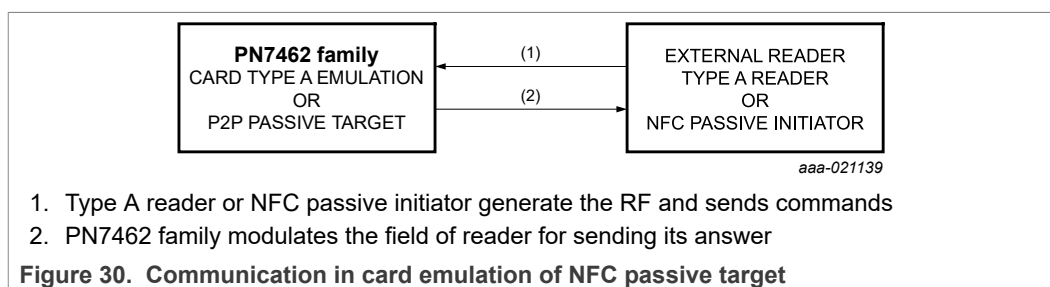 PN7462 family
CARD TYPE A EMULATION
OR
P2P PASSIVE TARGET
(1)
(2)
EXTERNAL READER
TYPE A READER
OR
NFC PASSIVE INITIATOR
aaa-021139
1. Type A reader or NFC passive initiator generate the RF and sends commands
2. PN7462 family modulates the field of reader for sending its answer
Figure 30. Communication in card emulation of NFC passive target